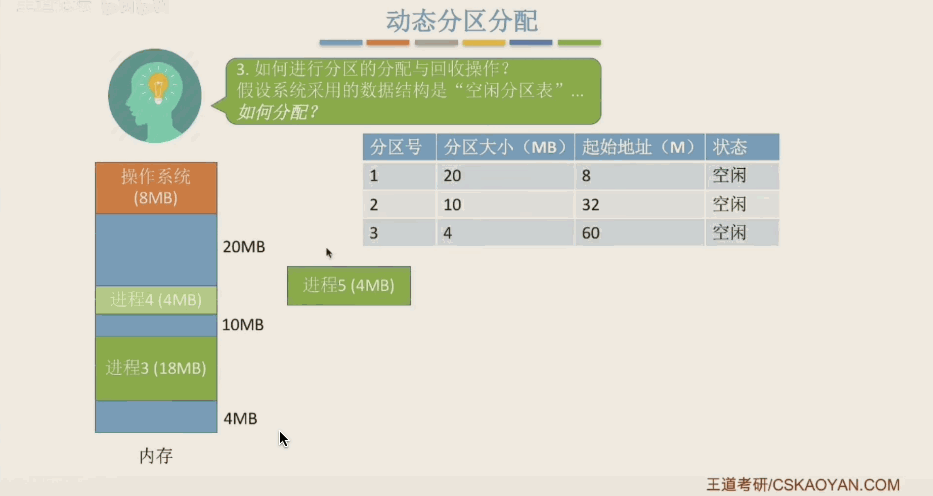 动态分区分配
3. 如何进行分区的分配与回收操作？
假设系统采用的数据结构是“空闲分区表”...
如何分配？
分区号 分区大小（MB） 起始地址（M） 状态
1 20 8 空闲
2 10 32 空闲
3 4 60 空闲
操作系统
(8MB)
20MB
进程5 (4MB)
进程4 (4MB)
10MB
进程3 (18MB)
4MB
内存
王道考研/CSKAOYAN.COM